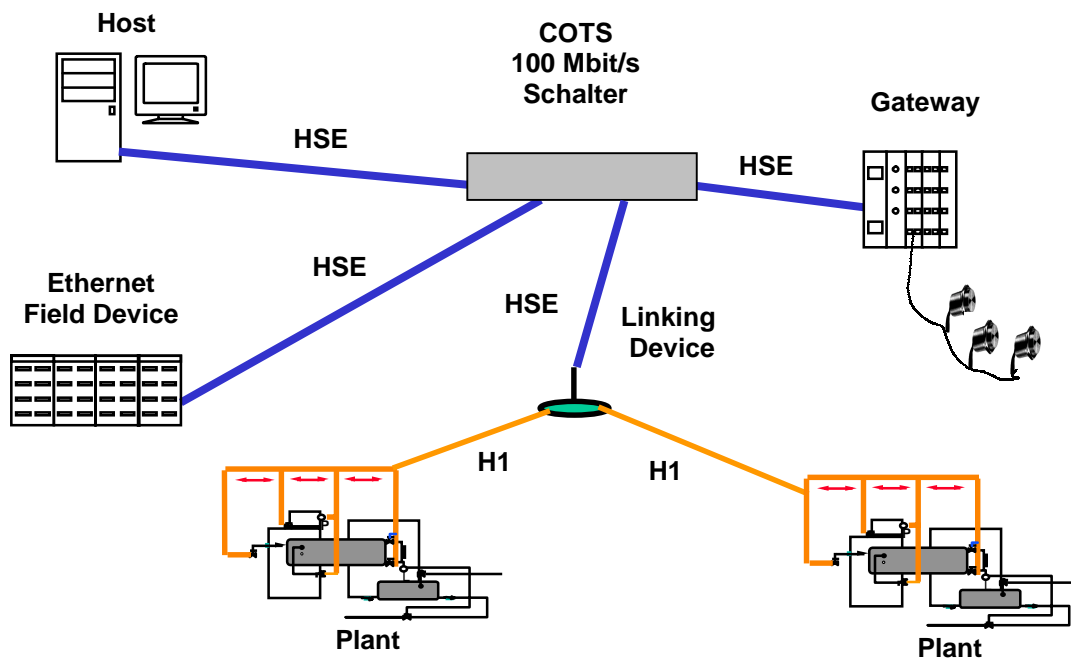 Host
COTS
100 Mbit/s
Schalter
Gateway
HSE
HSE
Ethernet
Field Device
HSE
HSE
Linking
Device
H1
H1
Plant
Plant